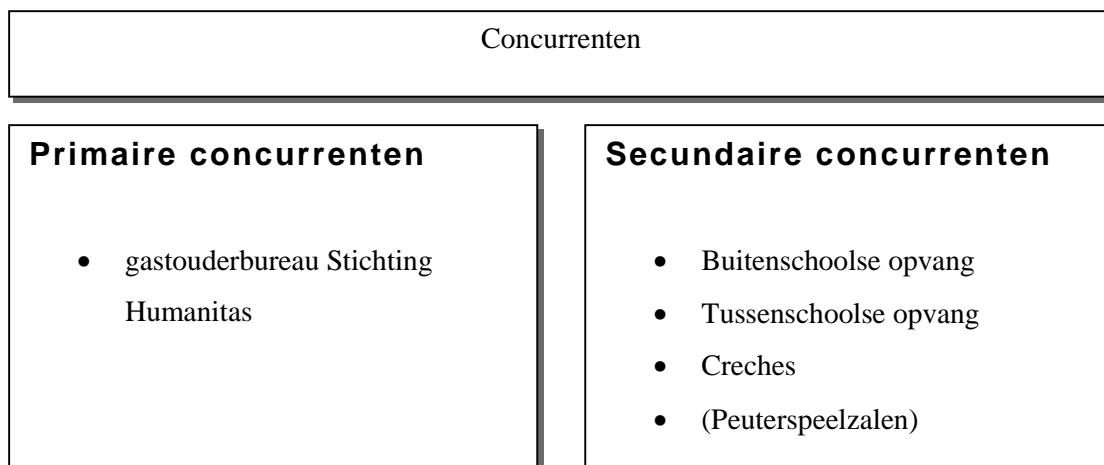 Concurrenten
Primaire concurrenten
• gastouderbureau Stichting
Humanitas
Secundaire concurrenten
• Buitenschoolse opvang
• Tussenschoolse opvang
• Creches
• (Peuterspeelzalen)